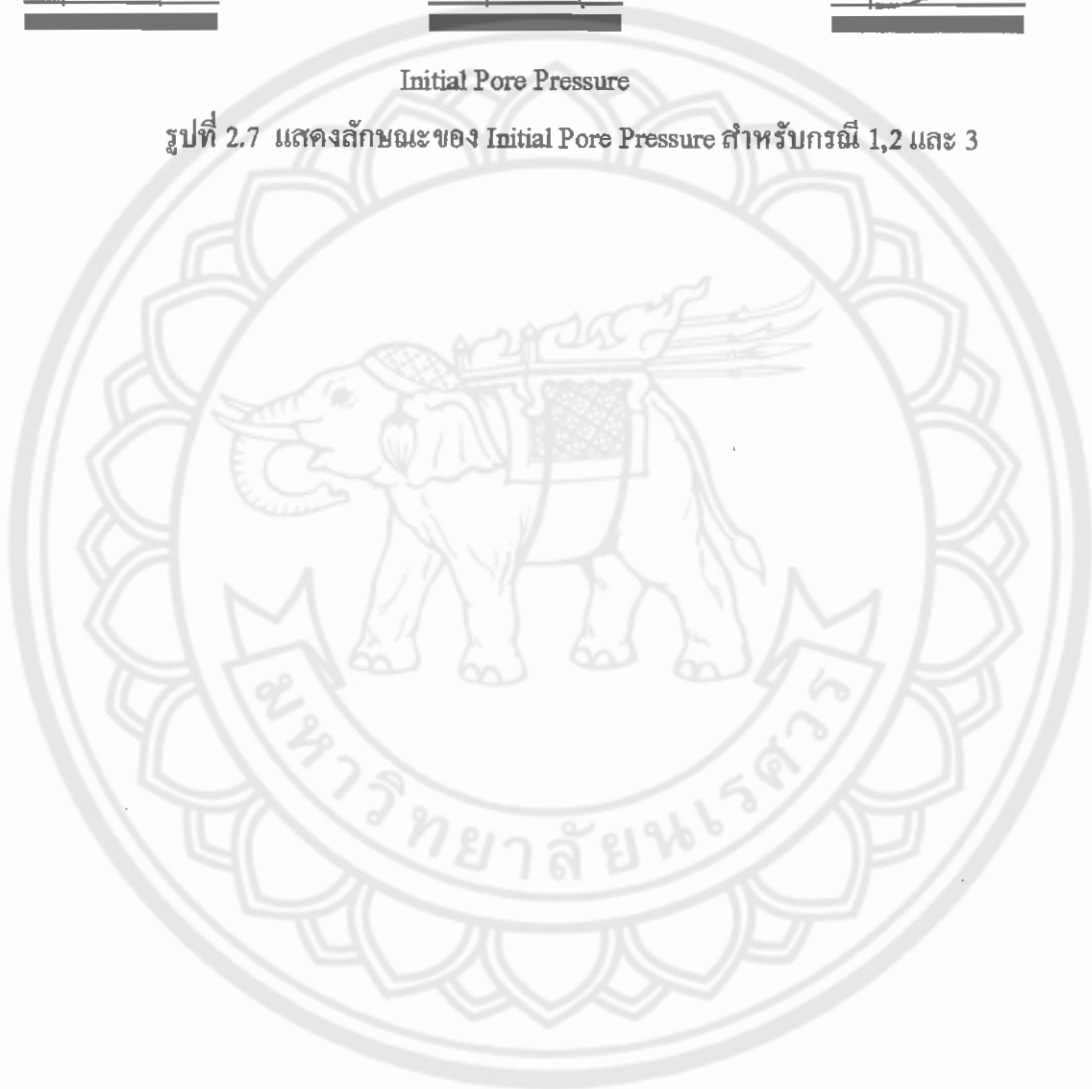 Initial Pore Pressure
รูปที่ 2.7 แสดงลักษณะของ Initial Pore Pressure สำหรับกรณี 1,2 และ 3
มหาวิทยาลัยนเรศวร